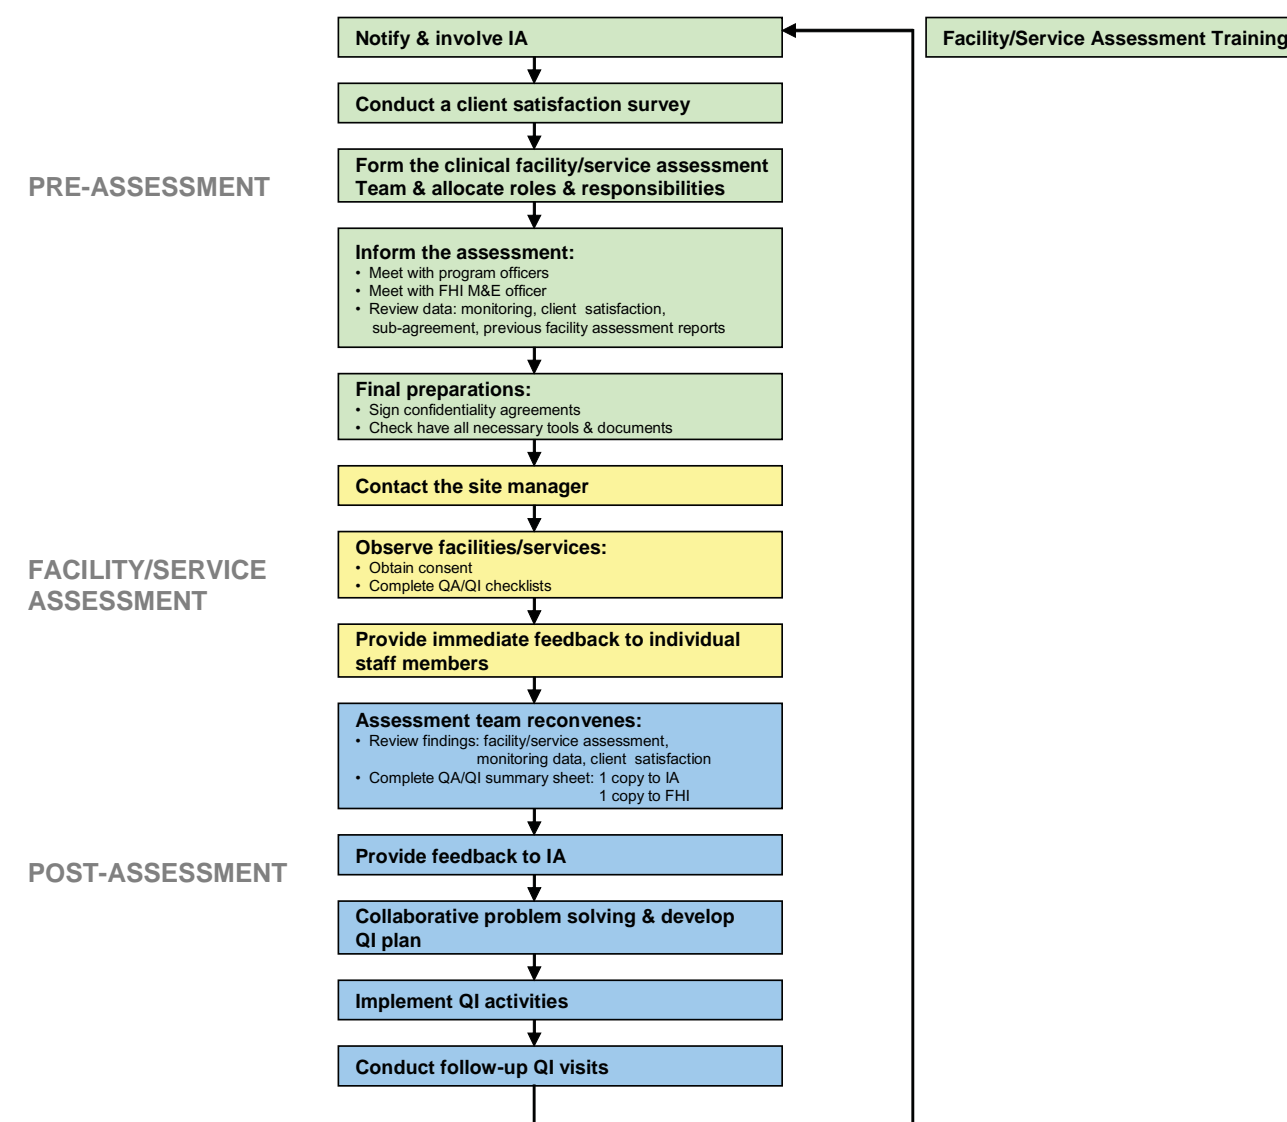 Notify & involve IA
Facility/Service Assessment Training
Conduct a client satisfaction survey
PRE-ASSESSMENT
Form the clinical facility/service assessment
Team & allocate roles & responsibilities
Inform the assessment:
• Meet with program officers
• Meet with FHI M&E officer
• Review data: monitoring, client satisfaction,
sub-agreement, previous facility assessment reports
Final preparations:
• Sign confidentiality agreements
• Check have all necessary tools & documents
Contact the site manager
FACILITY/SERVICE
ASSESSMENT
Observe facilities/services:
• Obtain consent
• Complete QA/QI checklists
Provide immediate feedback to individual
staff members
Assessment team reconvenes:
• Review findings: facility/service assessment,
monitoring data, client satisfaction
• Complete QA/QI summary sheet: 1 copy to IA
1 copy to FHI
POST-ASSESSMENT
Provide feedback to IA
Collaborative problem solving & develop
QI plan
Implement QI activities
Conduct follow-up QI visits